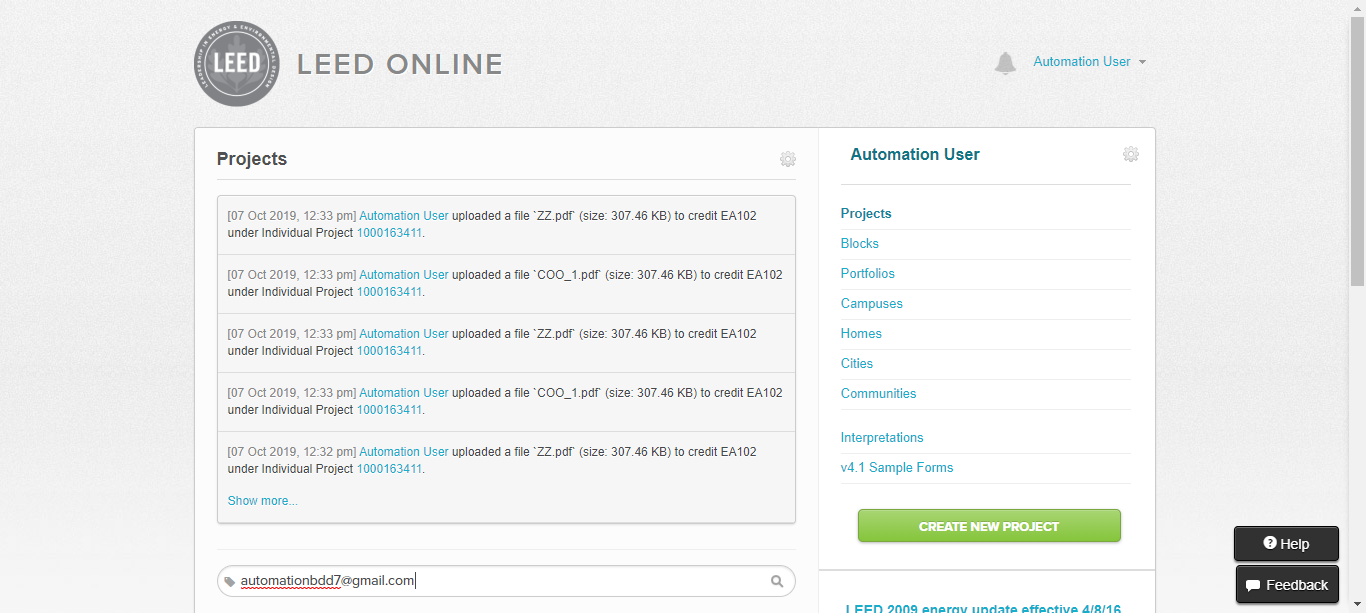 LEADERSHIP IN ENERGY & ENVIRONMENTAL DESIGN
LEED
LEED ONLINE
Automation User
Projects
[07 Oct 2019, 12:33 pm] Automation User uploaded a file `ZZ.pdf` (size: 307.46 KB) to credit EA102
under Individual Project 1000163411.
[07 Oct 2019, 12:33 pm] Automation User uploaded a file `COO_1.pdf` (size: 307.46 KB) to credit EA102
under Individual Project 1000163411.
[07 Oct 2019, 12:33 pm] Automation User uploaded a file `ZZ.pdf` (size: 307.46 KB) to credit EA102
under Individual Project 1000163411.
[07 Oct 2019, 12:33 pm] Automation User uploaded a file `COO_1.pdf` (size: 307.46 KB) to credit EA102
under Individual Project 1000163411.
[07 Oct 2019, 12:32 pm] Automation User uploaded a file `ZZ.pdf` (size: 307.46 KB) to credit EA102
under Individual Project 1000163411.
Show more...
automationbdd7@gmail.com
Automation User
Projects
Blocks
Portfolios
Campuses
Homes
Cities
Communities
Interpretations
v4.1 Sample Forms
CREATE NEW PROJECT
LEED 2009 energy update effective 4/8/16
Help
Feedback